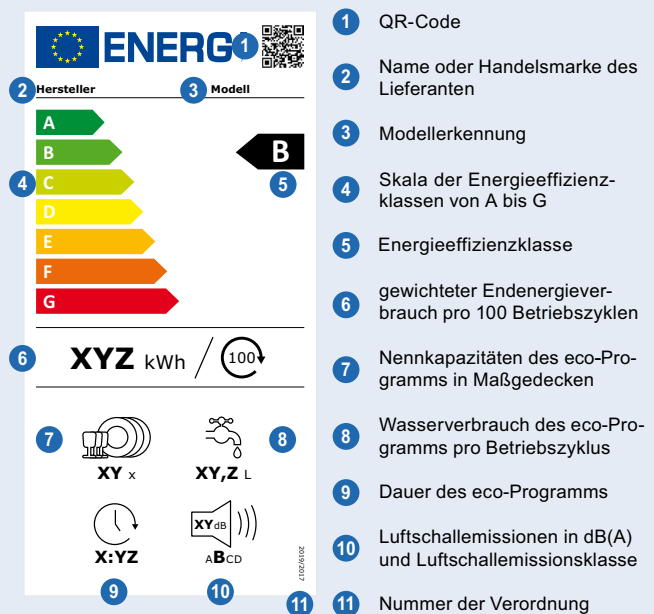 ENERG 1
2 Hersteller 3 Modell
A
B B
4 C 5
D
E
F
G
6 XYZ kWh / 100
7 8
XY x XY,Z L
XYdB
X:YZ ABCD
2019/2017
9 10 11
1 QR-Code
2 Name oder Handelsmarke des
Lieferanten
3 Modellerkennung
4 Skala der Energieeffizienz-
klassen von A bis G
5 Energieeffizienzklasse
6 gewichteter Endenergiever-
brauch pro 100 Betriebszyklen
7 Nennkapazitäten des eco-Pro-
gramms in Maßgedecken
8 Wasserverbrauch des eco-Pro-
gramms pro Betriebszyklus
9 Dauer des eco-Programms
10 Luftschallemissionen in dB(A)
und Luftschallemissionsklasse
11 Nummer der Verordnung